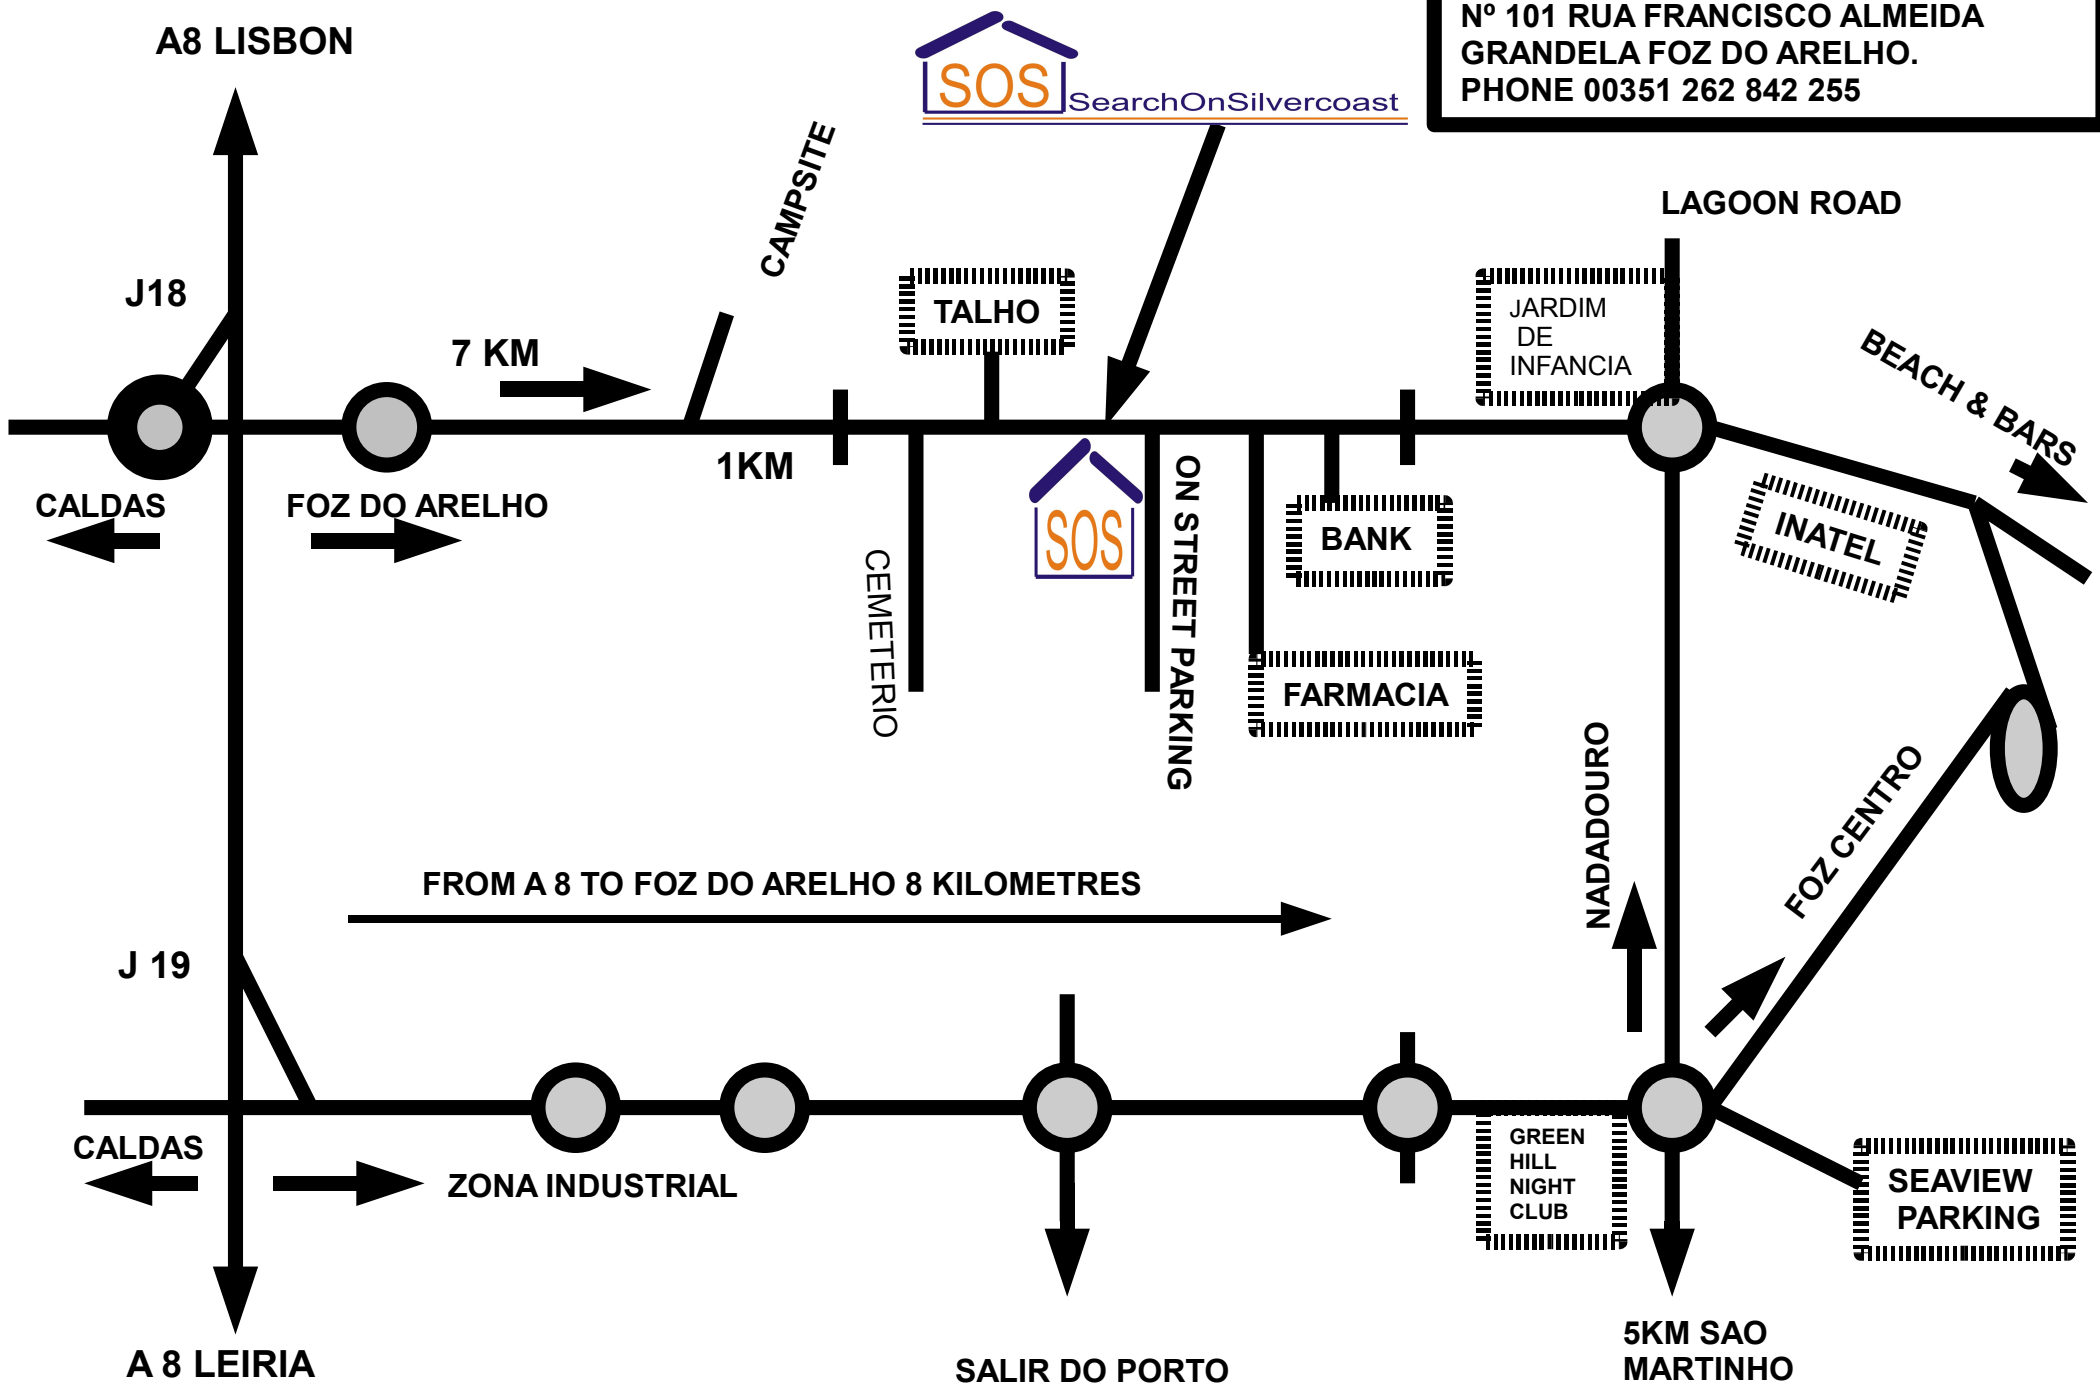 Nº 101 RUA FRANCISCO ALMEIDA
GRANDELA FOZ DO ARELHO.
PHONE 00351 262 842 255
A8 LISBON
SOS
SearchOnSilvercoast
CAMPSITE
LAGOON ROAD
J18
7 KM
TALHO
JARDIM
DE
INFANCIA
BEACH & BARS
1KM
CALDAS
FOZ DO ARELHO
SOS
CEMETERIO
ON STREET PARKING
BANK
INATEL
FARMACIA
NADADOURO
FOZ CENTRO
FROM A 8 TO FOZ DO ARELHO 8 KILOMETRES
J 19
CALDAS
ZONA INDUSTRIAL
GREEN
HILL
NIGHT
CLUB
SEAVIEW
PARKING
A 8 LEIRIA
SALIR DO PORTO
5KM SAO
MARTINHO